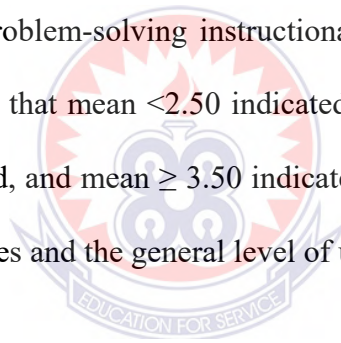 roblem-solving instructiona
that mean <2.50 indicated
d, and mean ≥ 3.50 indicate
es and the general level of
EDUCATION FOR SERVICE